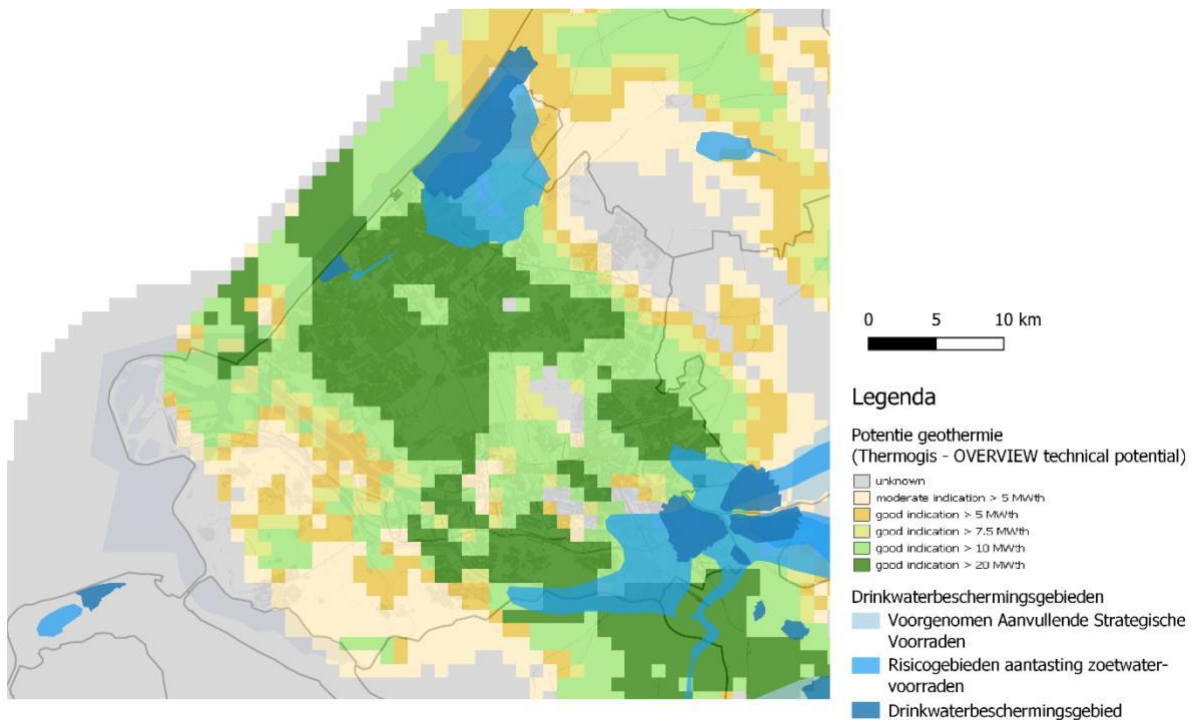 0 5 10 km
Legenda
Potentie geothermie
(Thermogis - OVERVIEW technical potential)
unknown
moderate indication > 5 MWth
good indication > 5 MWth
good indication > 7.5 MWth
good indication > 10 MWth
good indication > 20 MWth
Drinkwaterbeschermingsgebieden
Voorgenomen Aanvullende Strategische
Voorraden
Risicogebieden aantasting zoetwater-
voorraden
Drinkwaterbeschermingsgebied